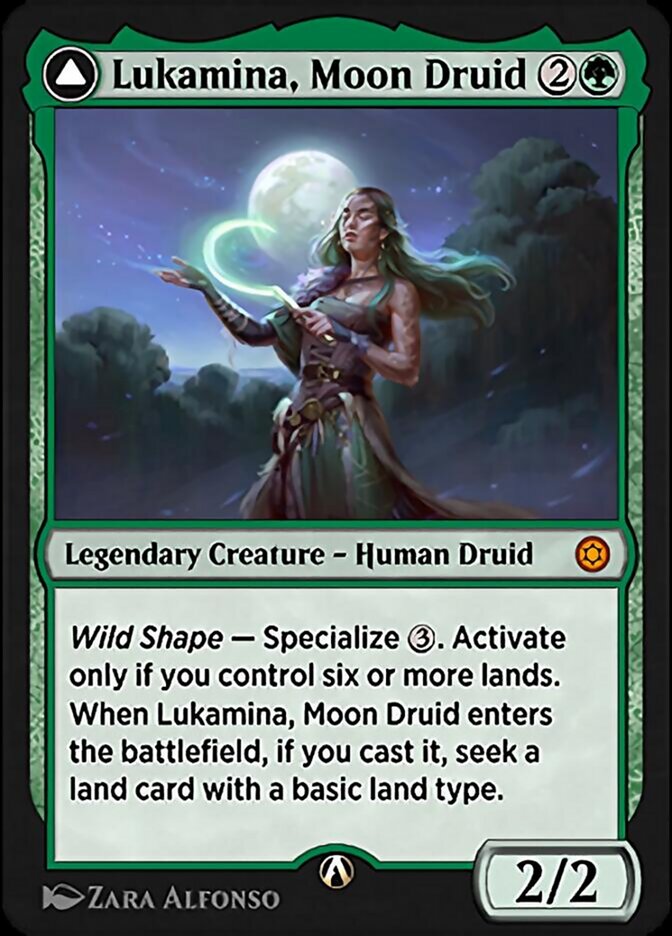 Lukamina, Moon Druid 2
Legendary Creature – Human Druid
Wild Shape — Specialize 3. Activate
only if you control six or more lands.
When Lukamina, Moon Druid enters
the battlefield, if you cast it, seek a
land card with a basic land type.
2/2
ZARA ALFONSO